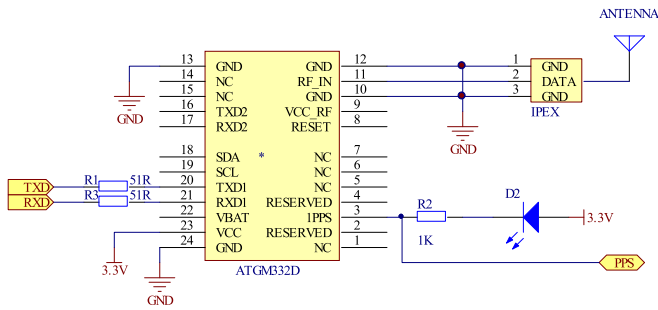 ANTENNA
13 GND GND 12 1 GND
14 NC RF_IN 11 2 DATA
15 NC GND 10 3 GND
16 TXD2 VCC_RF 9 IPEX
17 RXD2 RESET 8
GND GND
18 SDA * NC 7
19 SCL NC 6
TXD R1 51R 20 TXD1 NC 5
RXD R3 51R 21 RXD1 RESERVED 4 R2 D2
22 VBAT 1PPS 3 3.3V
23 VCC RESERVED 2 1K
24 GND NC 1
3.3V ATGM332D PPS
GND